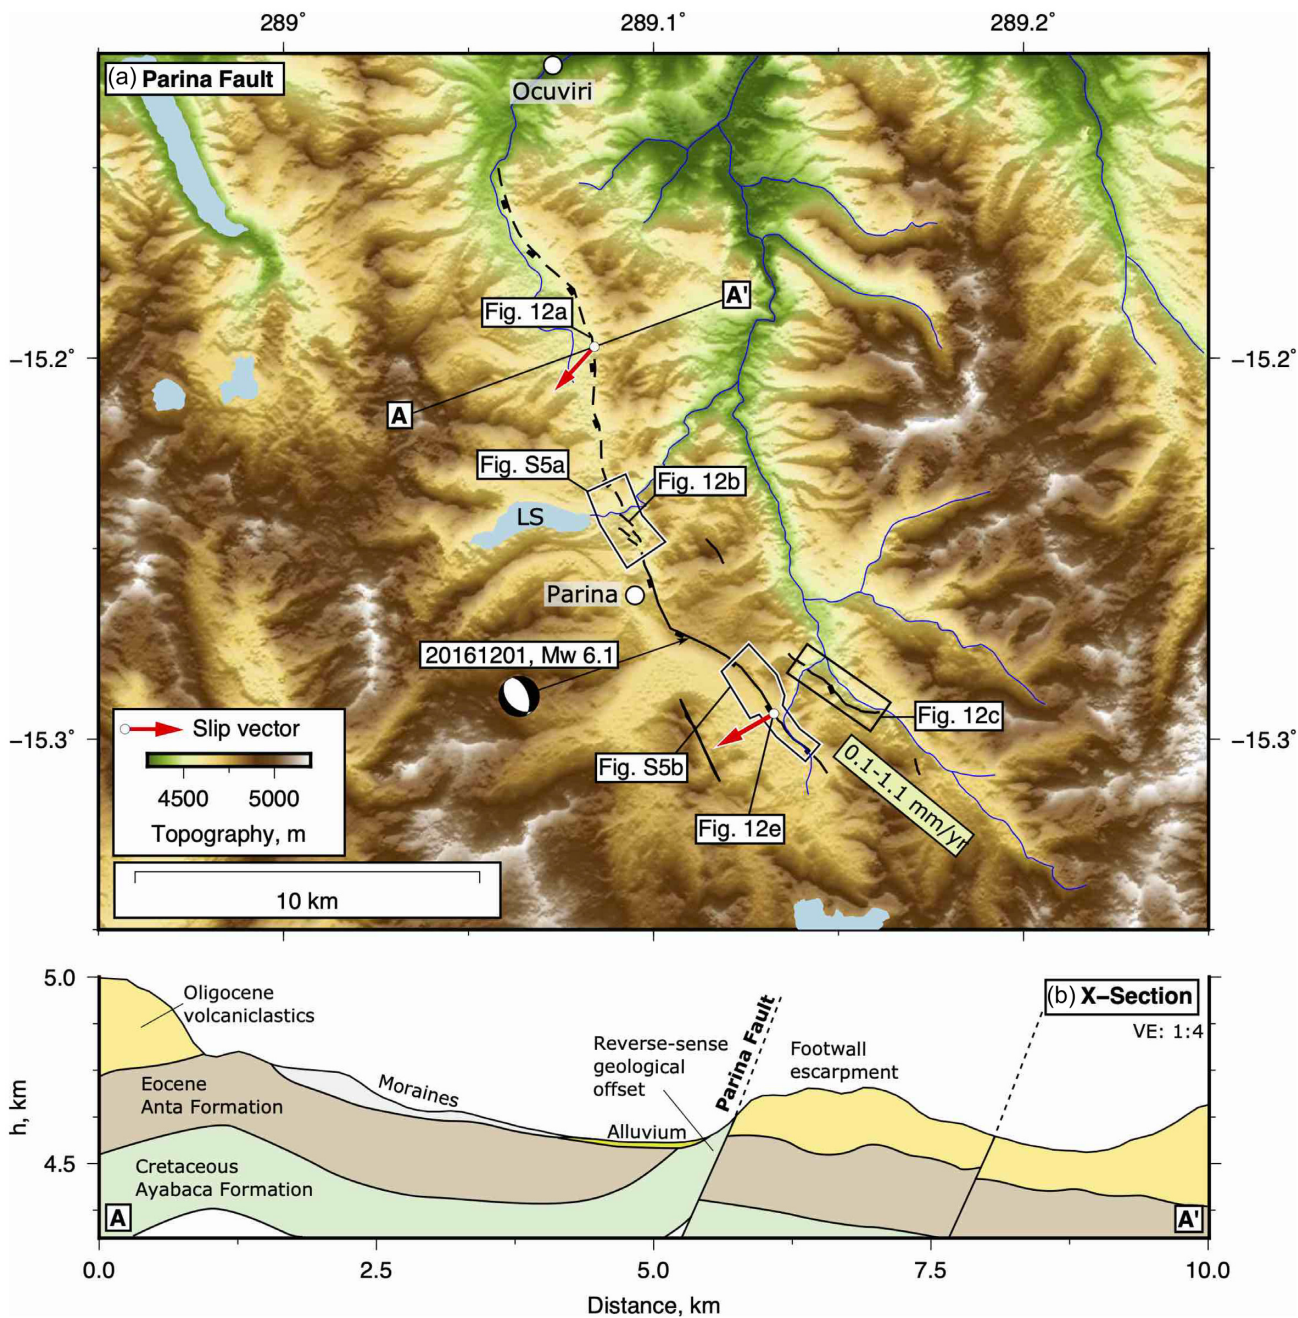 289˚ 289.1˚ 289.2˚
(a) Parina Fault
Ocuviri
A'
Fig. 12a
−15.2˚ −15.2˚
A
Fig. S5a
Fig. 12b
LS
Parina
20161201, Mw 6.1
Fig. 12c
Slip vector
−15.3˚ −15.3˚
Fig. S5b
0.1-1.1 mm/yr
4500 5000
Topography, m
Fig. 12e
10 km
5.0
Oligocene
volcaniclastics
(b) X−Section
VE: 1:4
Parina Fault
Reverse-sense
geological
offset
Footwall
escarpment
Moraines
Eocene
Anta Formation
h, km
Alluvium
4.5
Cretaceous
Ayabaca Formation
A A'
0.0 2.5 5.0 7.5 10.0
Distance, km